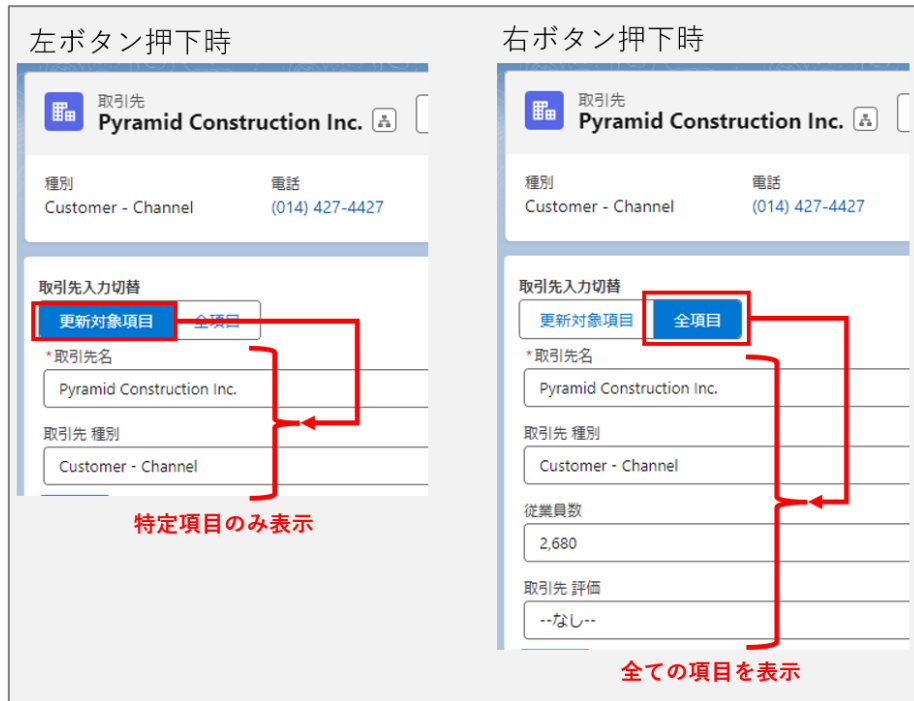 左ボタン押下時
取引先
Pyramid Construction Inc.
種別
電話
Customer - Channel
(014) 427-4427
取引先入力切替
更新対象項目
全項目
*取引先名
Pyramid Construction Inc.
取引先 種別
Customer - Channel
特定項目のみ表示
右ボタン押下時
取引先
Pyramid Construction Inc.
種別
電話
Customer - Channel
(014) 427-4427
取引先入力切替
更新対象項目
全項目
*取引先名
Pyramid Construction Inc.
取引先 種別
Customer - Channel
従業員数
2,680
取引先 評価
--なし--
全ての項目を表示